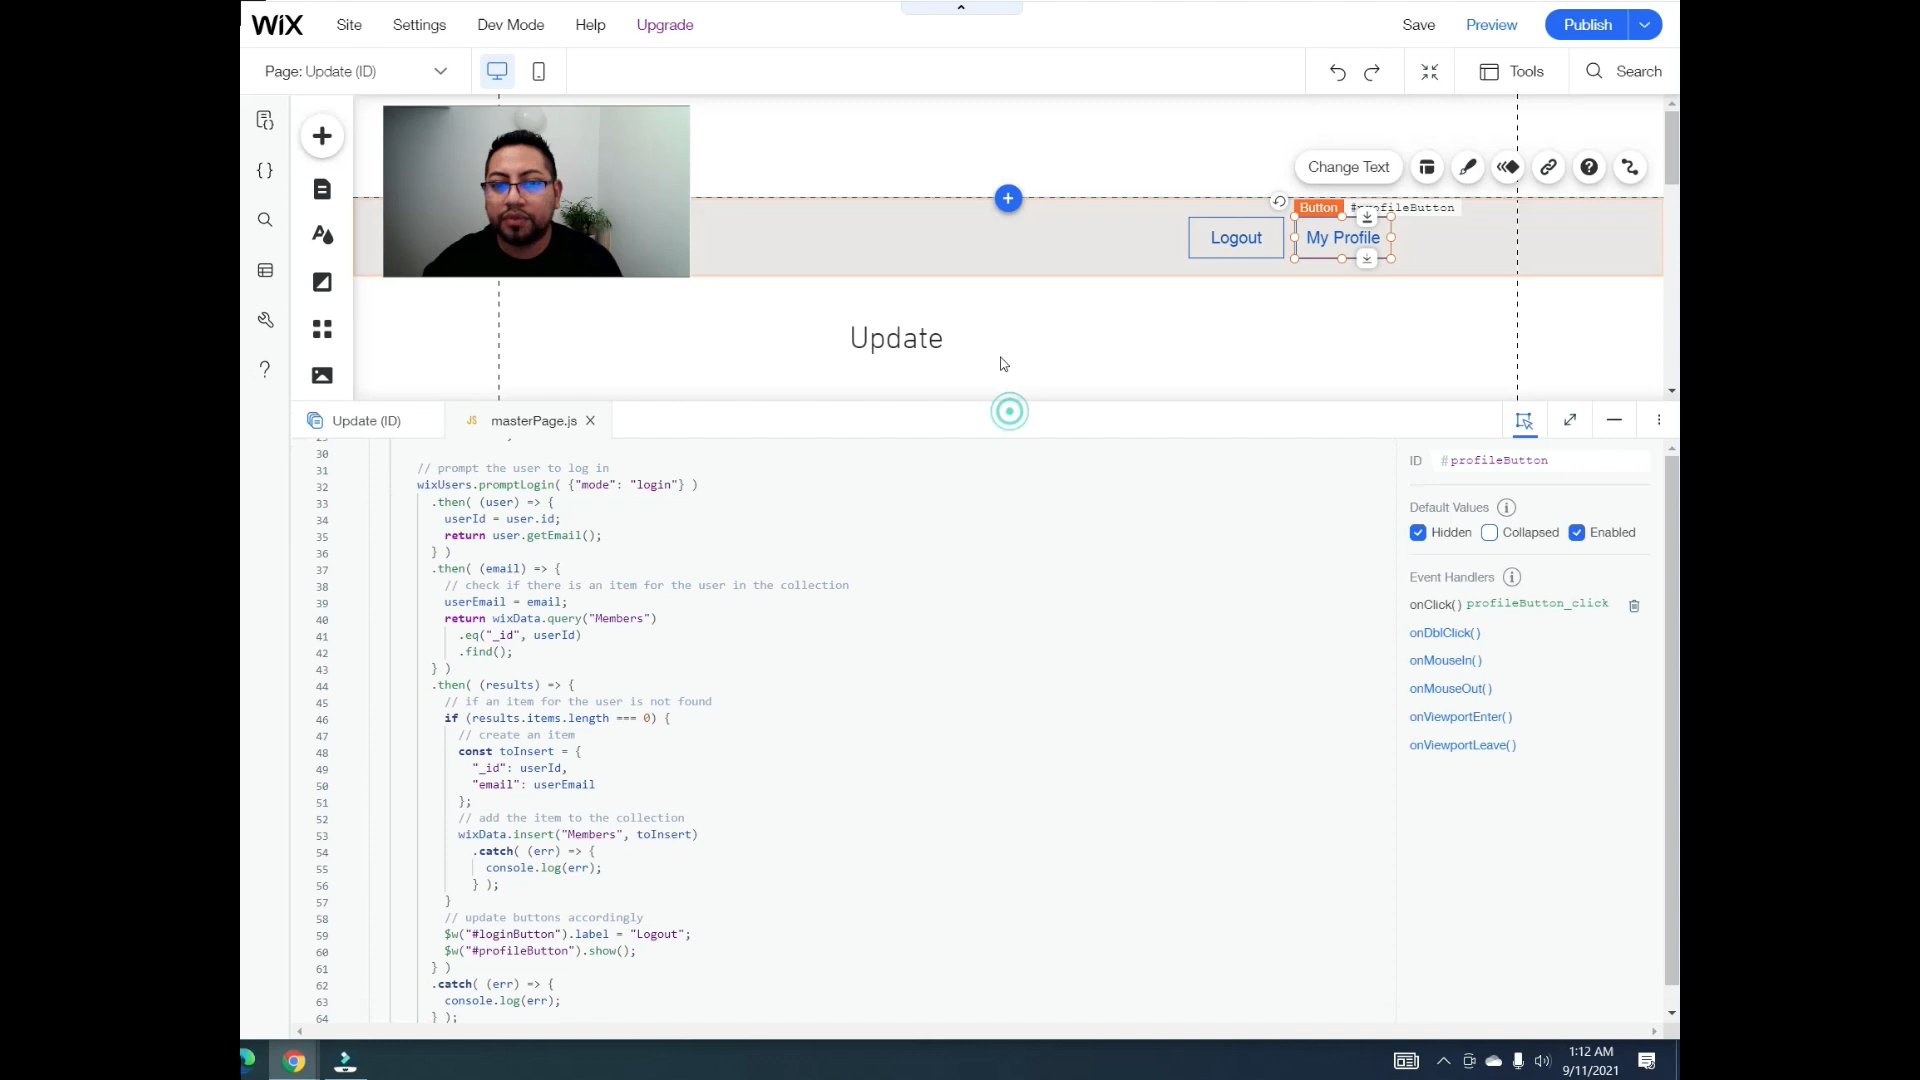 WiX
Site
Settings
Dev Mode
Help
Upgrade
Save
Preview
Publish
Page: Update (ID)
Tools
Search
Change Text
Button
#profileButton
Logout
My Profile
Update
Update (ID)
JS
masterPage.js
30
31 // prompt the user to log in
32 wixUsers.promptLogin( {"mode": "login"} )
33 .then( (user) => {
34 userId = user.id;
35 return user.getEmail();
36 } )
37 .then( (email) => {
38 // check if there is an item for the user in the collection
39 userEmail = email;
40 return wixData.query("Members")
41 .eq("_id", userId)
42 .find();
43 } )
44 .then( (results) => {
45 // if an item for the user is not found
46 if (results.items.length === 0) {
47 // create an item
48 const toInsert = {
49 "_id": userId,
50 "email": userEmail
51 };
52 // add the item to the collection
53 wixData.insert("Members", toInsert)
54 .catch( (err) => {
55 console.log(err);
56 } );
57 }
58 // update buttons accordingly
59 $w("#loginButton").label = "Logout";
60 $w("#profileButton").show();
61 } )
62 .catch( (err) => {
63 console.log(err);
64 } );
ID
#profileButton
Default Values
Hidden
Collapsed
Enabled
Event Handlers
onClick() profileButton_click
onDblClick()
onMouseIn()
onMouseOut()
onViewportEnter()
onViewportLeave()
1:12 AM
9/11/2021